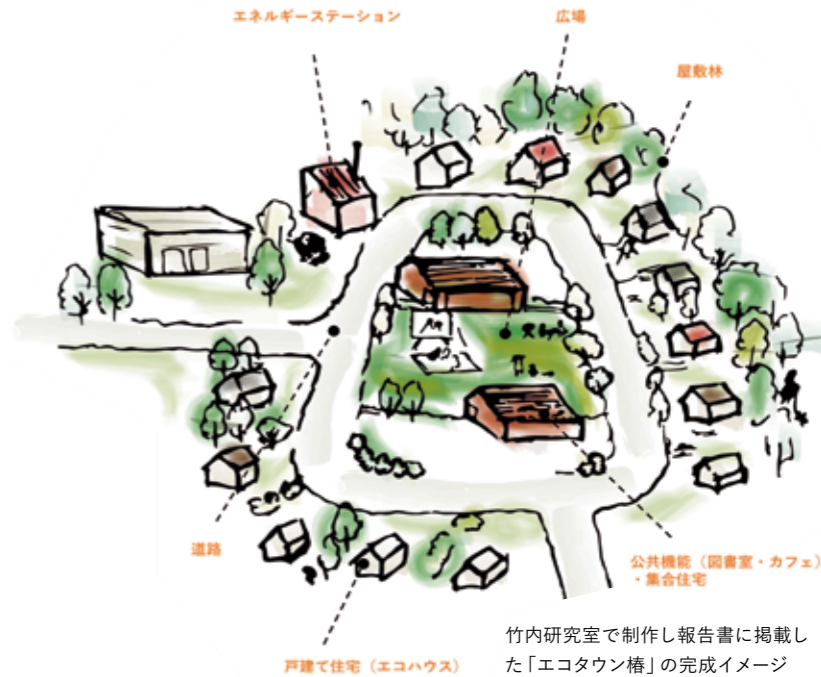 エネルギーステーション
広場
屋敷林
道路
公共機能（図書室・カフェ）
・集合住宅
戸建て住宅（エコハウス）
竹内研究室で制作し報告書に掲載し
た「エコタウン椿」の完成イメージ